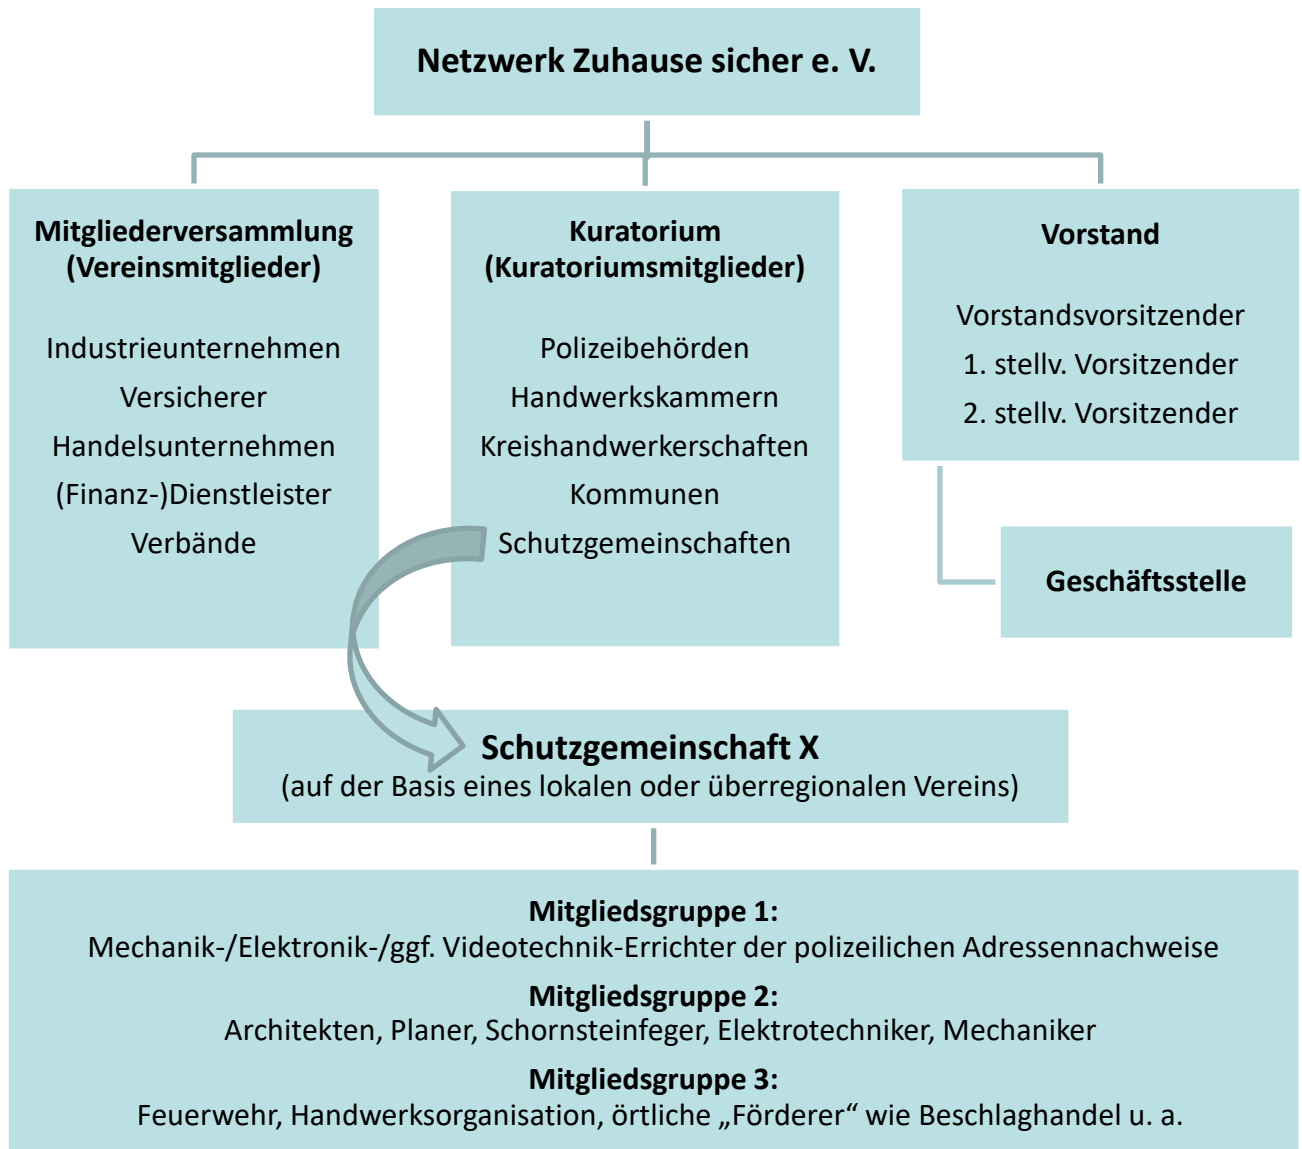 Netzwerk Zuhause sicher e. V.
Mitgliederversammlung
(Vereinsmitglieder)
Industrieunternehmen
Versicherer
Handelsunternehmen
(Finanz-)Dienstleister
Verbände
Kuratorium
(Kuratoriumsmitglieder)
Polizeibehörden
Handwerkskammern
Kreishandwerkerschaften
Kommunen
Schutzgemeinschaften
Vorstand
Vorstandsvorsitzender
1. stellv. Vorsitzender
2. stellv. Vorsitzender
Geschäftsstelle
Schutzgemeinschaft X
(auf der Basis eines lokalen oder überregionalen Vereins)
Mitgliedsgruppe 1:
Mechanik-/Elektronik-/ggf. Videotechnik-Errichter der polizeilichen Adressennachweise
Mitgliedsgruppe 2:
Architekten, Planer, Schornsteinfeger, Elektrotechniker, Mechaniker
Mitgliedsgruppe 3:
Feuerwehr, Handwerksorganisation, örtliche „Förderer“ wie Beschlaghandel u. a.